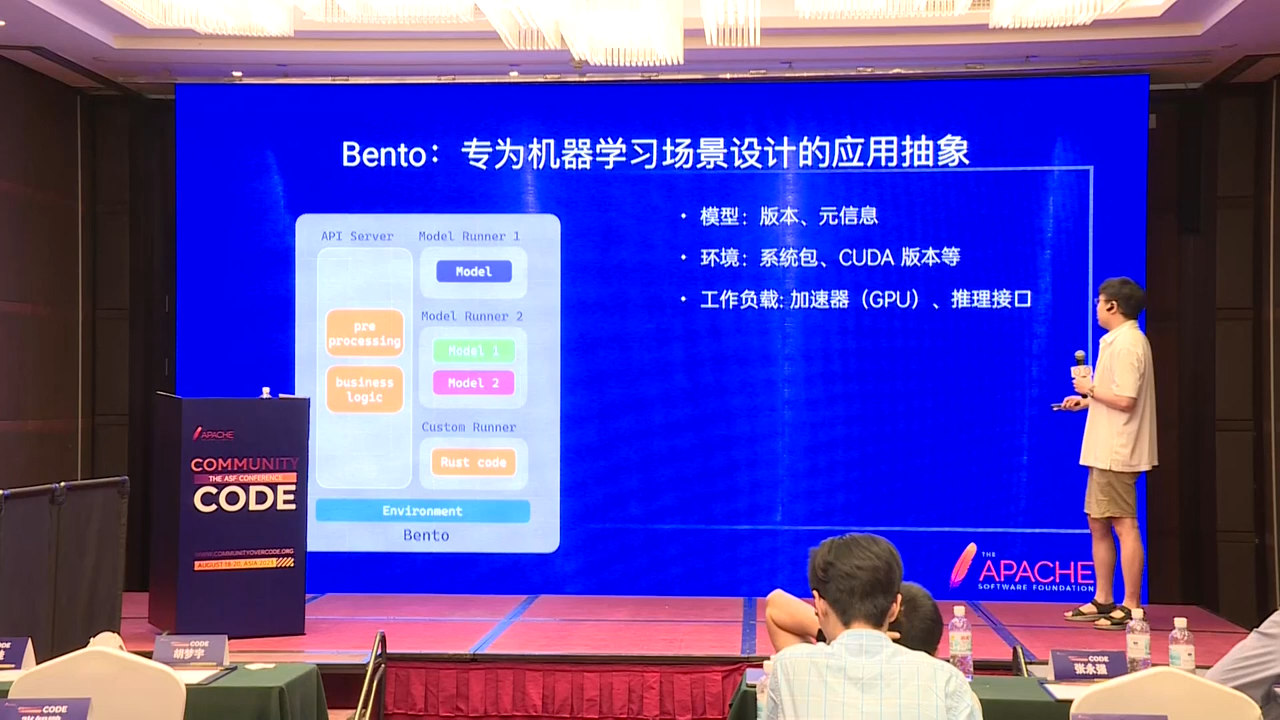 Bento：专为机器学习场景设计的应用抽象
• 模型：版本、元信息
• 环境：系统包、CUDA 版本等
• 工作负载: 加速器（GPU）、推理接口
API Server
pre
processing
business
logic
Model Runner 1
Model
Model Runner 2
Model 1
Model 2
Custom Runner
Rust code
Environment
Bento
THE
APACHE
SOFTWARE FOUNDATION
APACHE
COMMUNITY
THE ASF CONFERENCE
CODE
WWW.COMMUNITYOVERCODE.ORG
AUGUST 18-20, ASIA 2023
CODE
胡梦宇
CODE
张永强
CODE